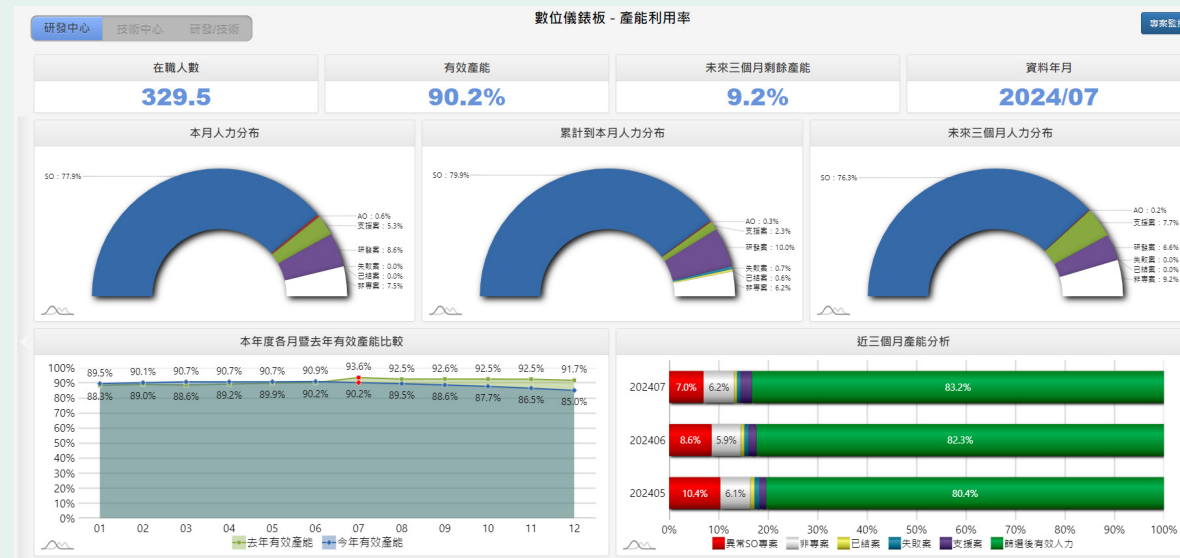 數位儀錶板 - 產能利用率
研發中心 技術中心 研發/技術
在職人數
329.5
有效產能
90.2%
未來三個月剩餘產能
9.2%
資料年月
2024/07
本月人力分布
SO：77.9%
AO：0.6%
支援案：5.3%
研發案：8.6%
失敗案：0.0%
已結案：0.0%
非專案：7.5%
累計到本月人力分布
SO：79.9%
AO：0.3%
支援案：2.3%
研發案：10.0%
失敗案：0.7%
已結案：0.6%
非專案：6.2%
未來三個月人力分布
SO：76.3%
AO：0.2%
支援案：7.7%
研發案：6.6%
失敗案：0.0%
已結案：0.0%
非專案：9.2%
本年度各月暨去年有效產能比較
100%
90%
80%
70%
60%
50%
40%
30%
20%
10%
0%
89.5% 90.1% 90.7% 90.7% 90.7% 90.9% 93.6% 92.5% 92.6% 92.5% 92.5% 91.7%
88.3% 89.0% 88.6% 89.2% 89.9% 90.2% 90.2% 89.5% 88.6% 87.7% 86.5% 85.0%
01 02 03 04 05 06 07 08 09 10 11 12
去年有效產能 今年有效產能
近三個月產能分析
202407 7.0% 6.2% 83.2%
202406 8.6% 5.9% 82.3%
202405 10.4% 6.1% 80.4%
0% 10% 20% 30% 40% 50% 60% 70% 80% 90% 100%
異常SO專案 非專案 已結案 失敗案 支援案 篩選後有效人力